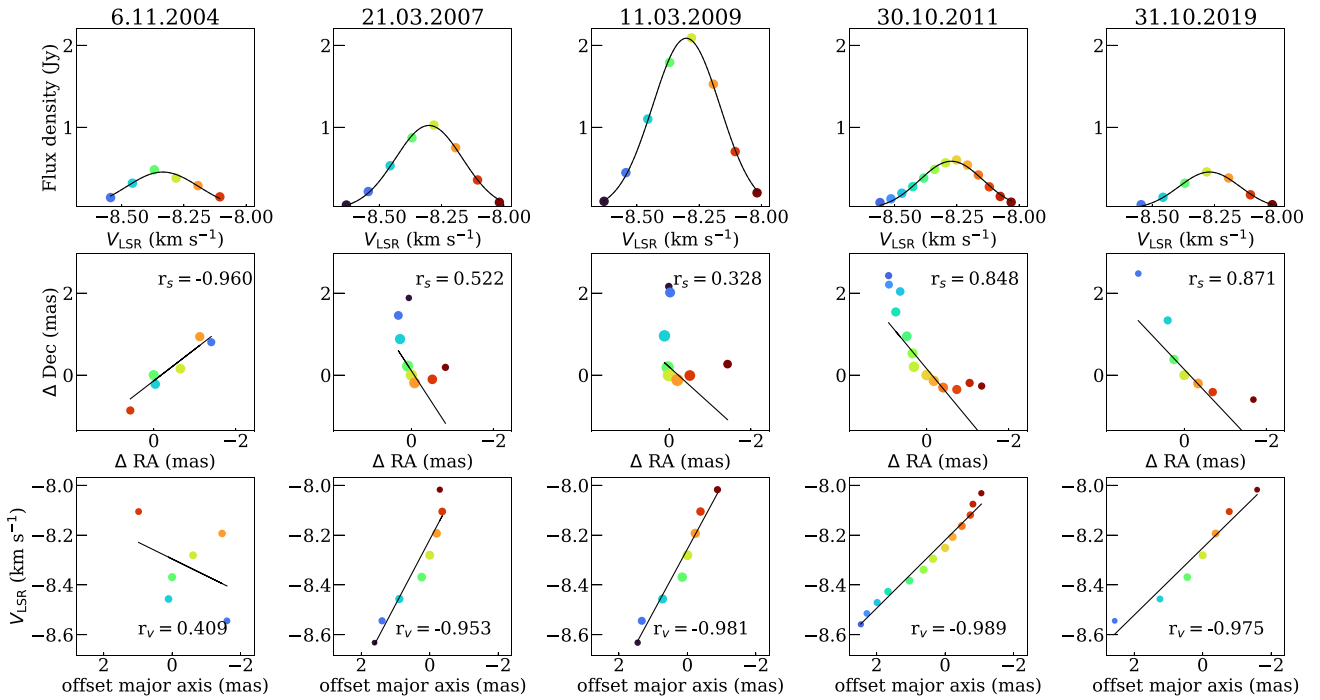 6.11.2004 21.03.2007 11.03.2009 30.10.2011 31.10.2019
Flux density (Jy)
2 2 2 2 2
1 1 1 1 1
−8.50 −8.25 −8.00 −8.50 −8.25 −8.00 −8.50 −8.25 −8.00 −8.50 −8.25 −8.00 −8.50 −8.25 −8.00
V_LSR (km s⁻¹) V_LSR (km s⁻¹) V_LSR (km s⁻¹) V_LSR (km s⁻¹) V_LSR (km s⁻¹)
r_s = -0.960 r_s = 0.522 r_s = 0.328 r_s = 0.848 r_s = 0.871
Δ Dec (mas)
2 2 2 2 2
0 0 0 0 0
0 −2 0 −2 0 −2 2 0 −2 0 −2
Δ RA (mas) Δ RA (mas) Δ RA (mas) Δ RA (mas) Δ RA (mas)
V_LSR (km s⁻¹)
−8.0 −8.0 −8.0 −8.0 −8.0
−8.2 −8.2 −8.2 −8.2 −8.2
−8.4 −8.4 −8.4 −8.4 −8.4
−8.6 −8.6 −8.6 −8.6 −8.6
r_v = 0.409 r_v = -0.953 r_v = -0.981 r_v = -0.989 r_v = -0.975
2 0 −2 2 0 −2 2 0 −2 2 0 −2 2 0 −2
offset major axis (mas) offset major axis (mas) offset major axis (mas) offset major axis (mas) offset major axis (mas)